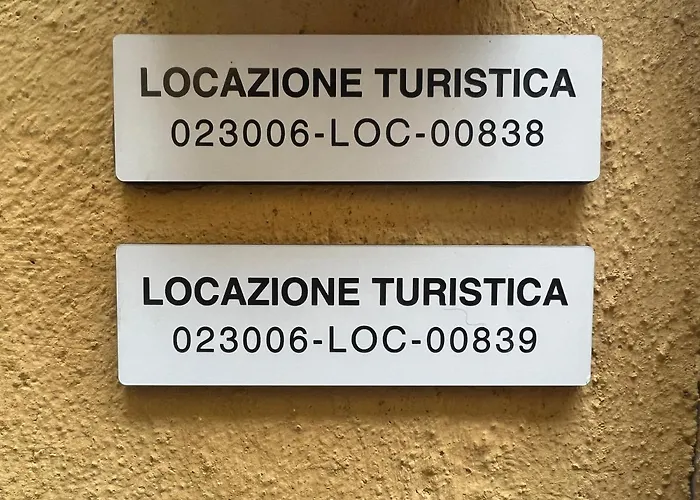 LOCAZIONE TURISTICA
023006-LOC-00838
LOCAZIONE TURISTICA
023006-LOC-00839